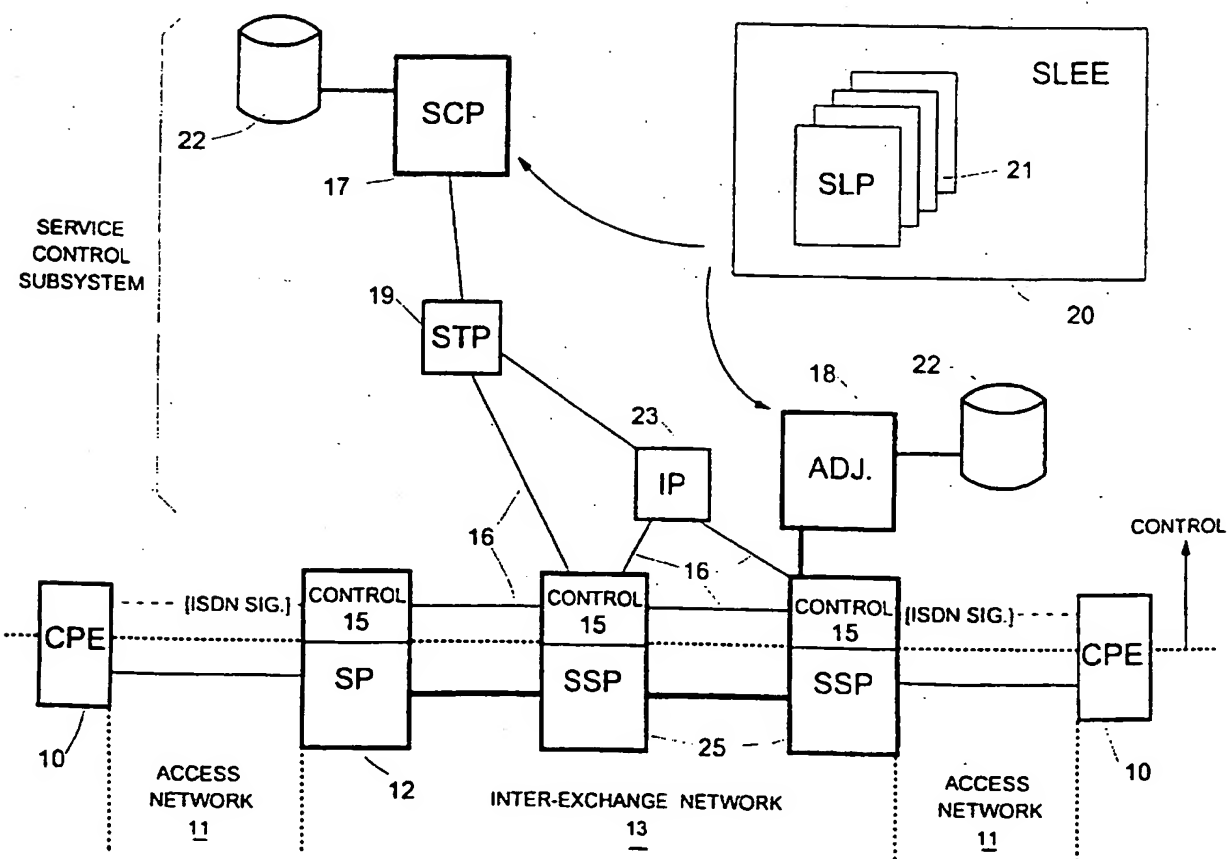 SCP
22
17
SLEE
SLP
21
20
SERVICE
CONTROL
SUBSYSTEM
19
STP
23
IP
18
22
ADJ.
16
16
CONTROL
[ISDN SIG.]
CONTROL
15
CONTROL
15
CONTROL
15
[ISDN SIG.]
CPE
SP
SSP
SSP
CPE
10
12
25
10
ACCESS
NETWORK
11
INTER-EXCHANGE NETWORK
13
ACCESS
NETWORK
11